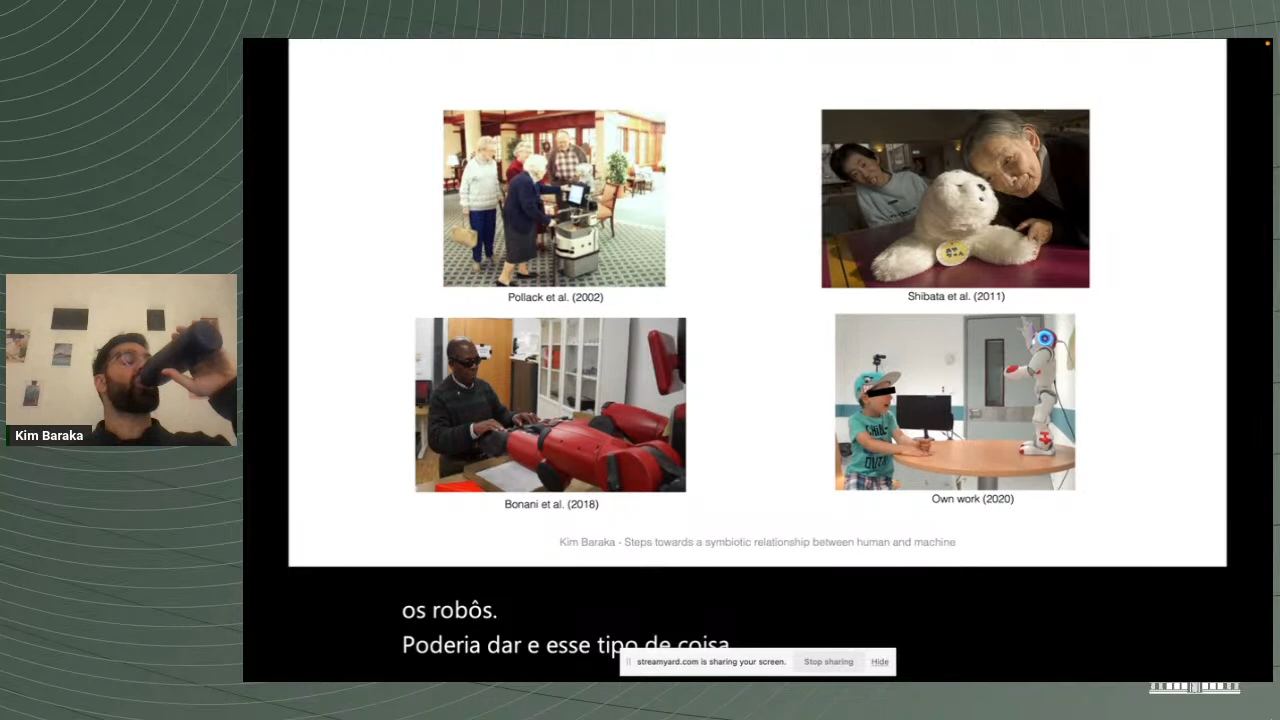 Pollack et al. (2002)
Shibata et al. (2011)
Bonani et al. (2018)
Own work (2020)
Kim Baraka - Steps towards a symbiotic relationship between human and machine
Kim Baraka
os robôs.
Poderia dar e esse tipo de coisa
streamyard.com is sharing your screen. Stop sharing Hide